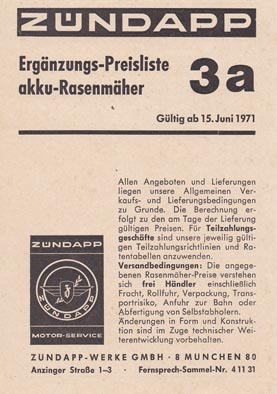 ZÜNDAPP
Ergänzungs-Preisliste
akku-Rasenmäher
3a
Gültig ab 15. Juni 1971
Allen Angeboten und Lieferungen
liegen unsere Allgemeinen Ver-
kaufs- und Lieferungsbedingungen
zu Grunde. Die Berechnung er-
folgt zu den am Tage der Lieferung
gültigen Preisen. Für Teilzahlungs-
geschäfte sind unsere jeweilig gülti-
gen Teilzahlungsrichtlinien und Ra-
tentabellen anzuwenden.
Versandbedingungen: Die angege-
benen Rasenmäher-Preise verstehen
sich frei Händler einschließlich
Fracht, Rollfuhr, Verpackung, Trans-
portrisiko, Anfuhr zur Bahn oder
Abfertigung von Selbstabholern.
Änderungen in Form und Konstruk-
tion sind im Zuge technischer Wei-
terentwicklung vorbehalten.
ZÜNDAPP
ZÜNDAPP
MOTOR-SERVICE
ZÜNDAPP-WERKE GMBH · 8 MÜNCHEN 80
Anzinger Straße 1–3 · Fernsprech-Sammel-Nr. 41131